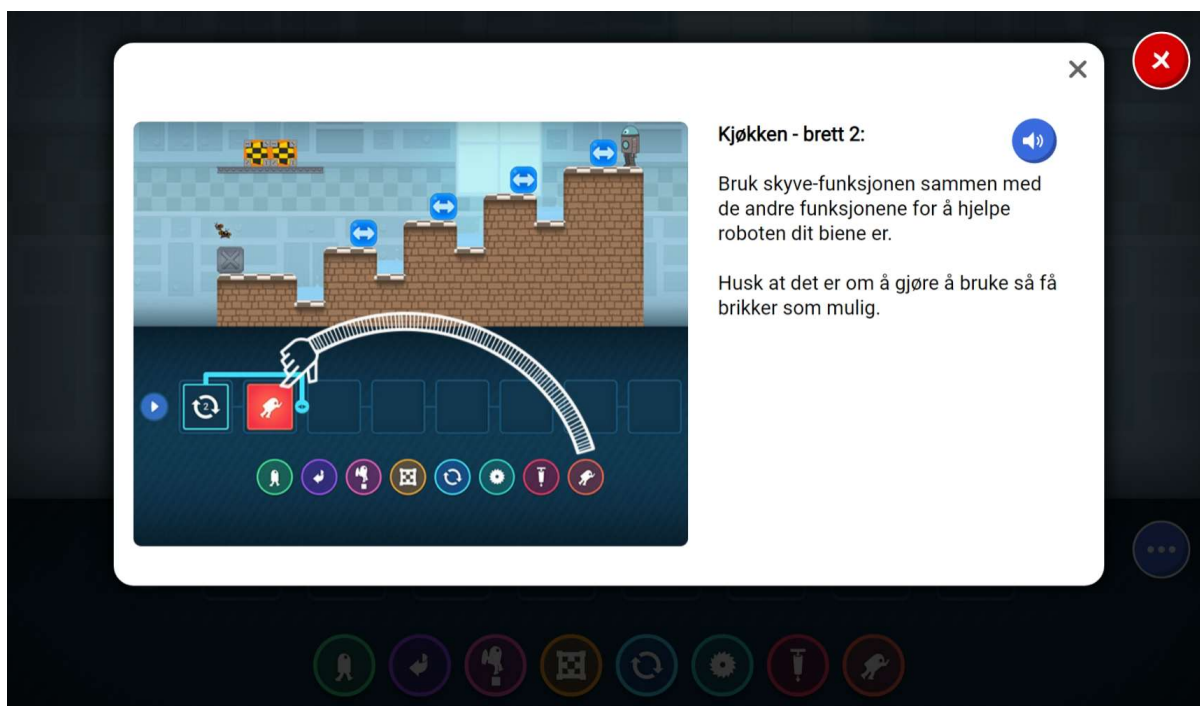 Kjøkken - brett 2:
Bruk skyve-funksjonen sammen med
de andre funksjonene for å hjelpe
roboten dit biene er.
Husk at det er om å gjøre å bruke så få
brikker som mulig.
2